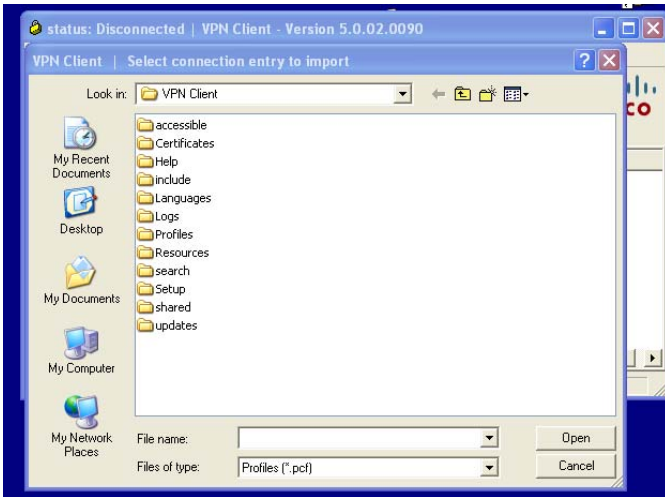 status: Disconnected | VPN Client - Version 5.0.02.0090
VPN Client | Select connection entry to import
Look in: VPN Client
accessible
Certificates
Help
include
Languages
Logs
Profiles
Resources
search
Setup
shared
updates
My Recent
Documents
Desktop
My Documents
My Computer
My Network
Places
File name:
Open
Files of type: Profiles (*.pcf)
Cancel
co